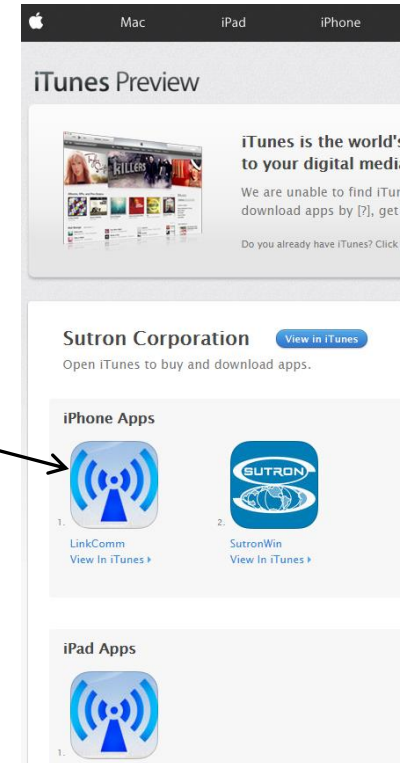 Mac iPad iPhone
iTunes Preview
KILLERS
iTunes is the world's
to your digital media
We are unable to find iTun
download apps by [?], get
Do you already have iTunes? Click
Sutron Corporation View in iTunes
Open iTunes to buy and download apps.
iPhone Apps
SUTRON
1. 2.
LinkComm SutronWin
View In iTunes View In iTunes
iPad Apps
1.